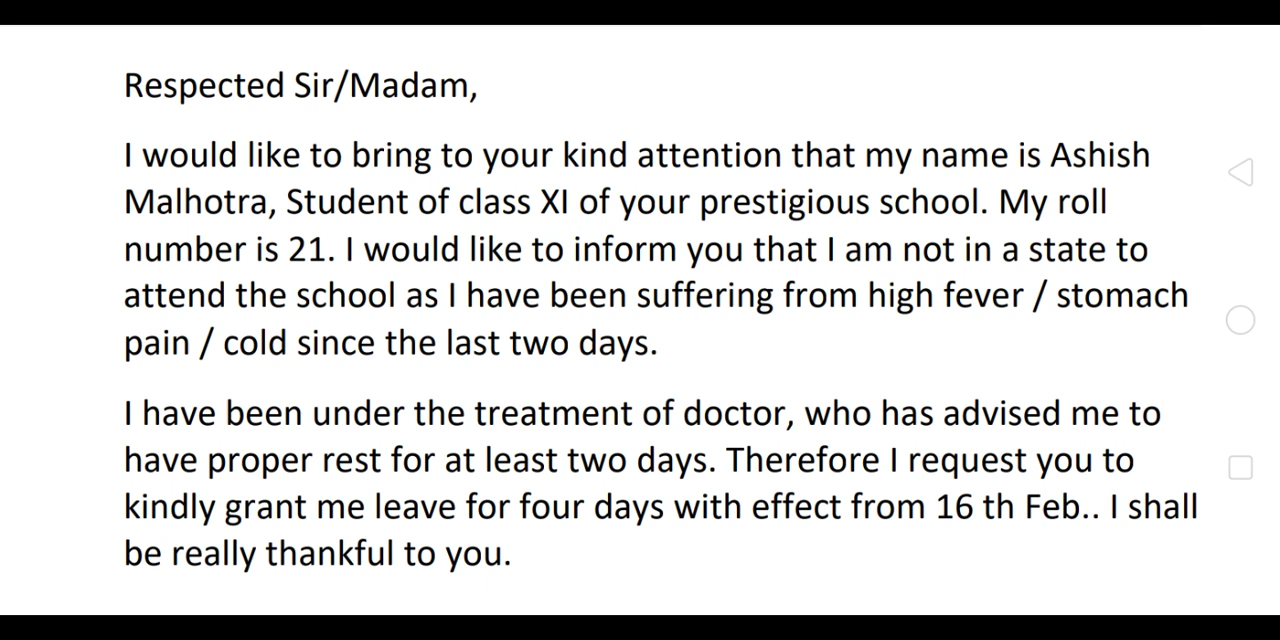 Respected Sir/Madam,
I would like to bring to your kind attention that my name is Ashish
Malhotra, Student of class XI of your prestigious school. My roll
number is 21. I would like to inform you that I am not in a state to
attend the school as I have been suffering from high fever / stomach
pain / cold since the last two days.
I have been under the treatment of doctor, who has advised me to
have proper rest for at least two days. Therefore I request you to
kindly grant me leave for four days with effect from 16 th Feb.. I shall
be really thankful to you.